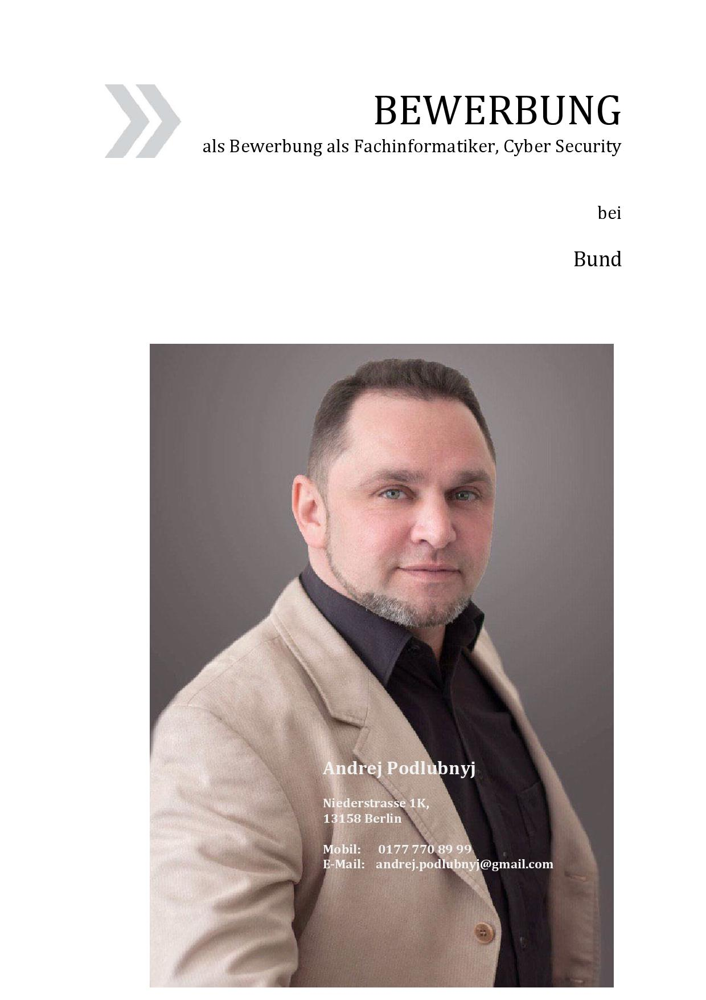 BEWERBUNG
als Bewerbung als Fachinformatiker, Cyber Security
bei
Bund
Andrej Podlubnyj
Niederstrasse 1K,
13158 Berlin
Mobil: 0177 770 89 99
E-Mail: andrej.podlubnyj@gmail.com